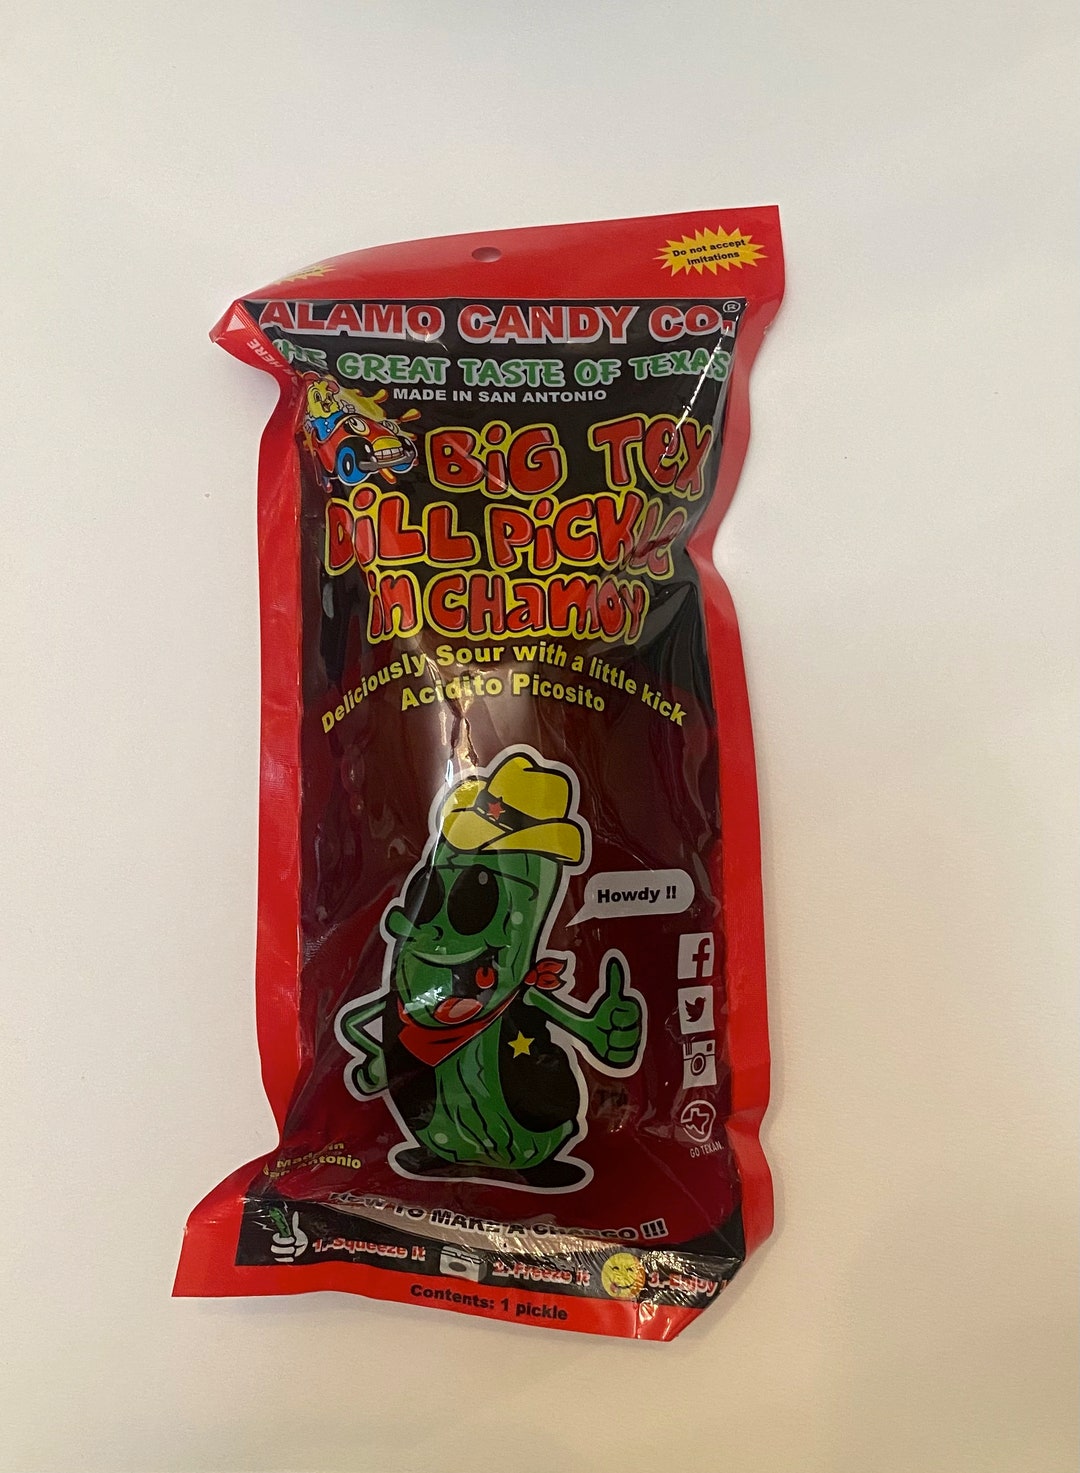 Do not accept
imitations
HERE
ALAMO CANDY CO.®
THE GREAT TASTE OF TEXAS
MADE IN SAN ANTONIO
BiG Tex
DiLL PiCKLe
in CHamoy
Deliciously Sour with a little kick
Acidito Picosito
Howdy !!
f
GO TEXAN.
Made in
San Antonio
HOW TO MAKE A CHANGO !!!
1.-Squeeze it
2.-Freeze it
3.-Enjoy
Contents: 1 pickle